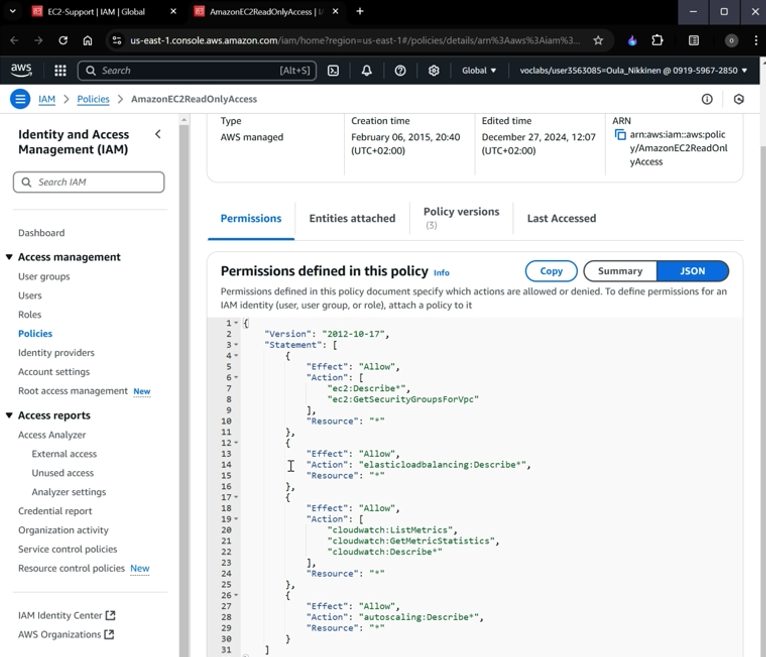 EC2-Support | IAM | Global
AmazonEC2ReadOnlyAccess | I
us-east-1.console.aws.amazon.com/iam/home?region=us-east-1#/policies/details/arn%3Aaws%3Aiam%3...
aws
Search
[Alt+S]
Global
voclabs/user3563085=Oula_Nikkinen @ 0919-5967-2850
IAM > Policies > AmazonEC2ReadOnlyAccess
Identity and Access
Management (IAM)
Search IAM
Dashboard
Access management
User groups
Users
Roles
Policies
Identity providers
Account settings
Root access management New
Access reports
Access Analyzer
External access
Unused access
Analyzer settings
Credential report
Organization activity
Service control policies
Resource control policies New
IAM Identity Center
AWS Organizations
Type
AWS managed
Creation time
February 06, 2015, 20:40
(UTC+02:00)
Edited time
December 27, 2024, 12:07
(UTC+02:00)
ARN
arn:aws:iam::aws:polic
y/AmazonEC2ReadOnl
yAccess
Permissions
Entities attached
Policy versions
(3)
Last Accessed
Permissions defined in this policy Info
Copy
Summary
JSON
Permissions defined in this policy document specify which actions are allowed or denied. To define permissions for an
IAM identity (user, user group, or role), attach a policy to it
1 {
2 "Version": "2012-10-17",
3 "Statement": [
4 {
5 "Effect": "Allow",
6 "Action": [
7 "ec2:Describe*",
8 "ec2:GetSecurityGroupsForVpc"
9 ],
10 "Resource": "*"
11 },
12 {
13 "Effect": "Allow",
14 "Action": "elasticloadbalancing:Describe*",
15 "Resource": "*"
16 },
17 {
18 "Effect": "Allow",
19 "Action": [
20 "cloudwatch:ListMetrics",
21 "cloudwatch:GetMetricStatistics",
22 "cloudwatch:Describe*"
23 ],
24 "Resource": "*"
25 },
26 {
27 "Effect": "Allow",
28 "Action": "autoscaling:Describe*",
29 "Resource": "*"
30 }
31 ]